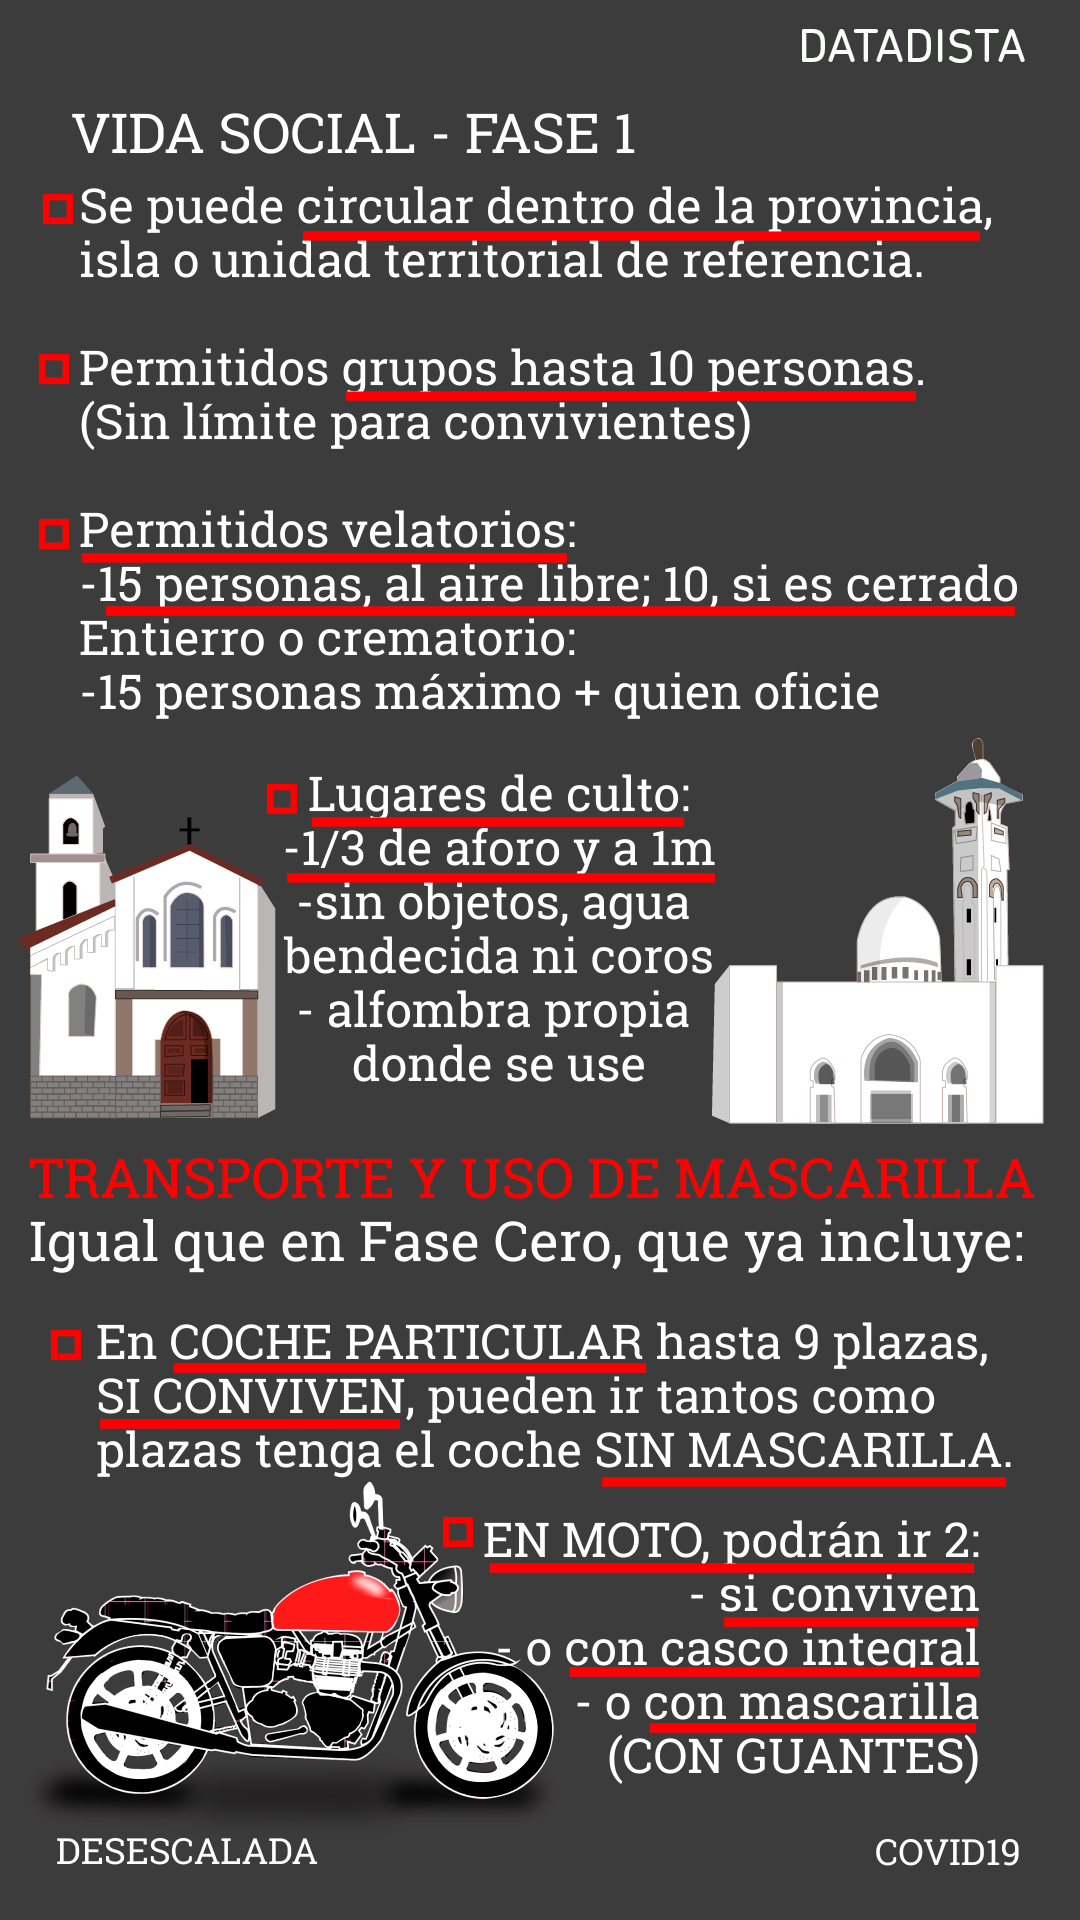 DATADISTA
VIDA SOCIAL - FASE 1
Se puede circular dentro de la provincia,
isla o unidad territorial de referencia.
Permitidos grupos hasta 10 personas.
(Sin límite para convivientes)
Permitidos velatorios:
-15 personas, al aire libre; 10, si es cerrado
Entierro o crematorio:
-15 personas máximo + quien oficie
Lugares de culto:
-1/3 de aforo y a 1m
-sin objetos, agua
bendecida ni coros
- alfombra propia
donde se use
TRANSPORTE Y USO DE MASCARILLA
Igual que en Fase Cero, que ya incluye:
En COCHE PARTICULAR hasta 9 plazas,
SI CONVIVEN, pueden ir tantos como
plazas tenga el coche SIN MASCARILLA.
EN MOTO, podrán ir 2:
- si conviven
- o con casco integral
- o con mascarilla
(CON GUANTES)
DESESCALADA
COVID19